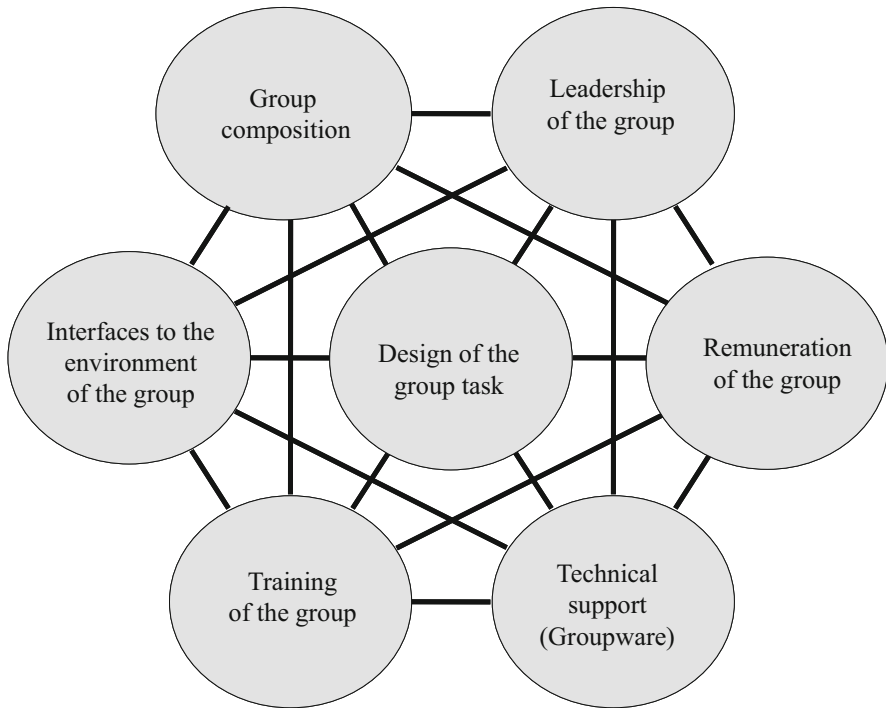 Group
composition
Leadership
of the group
Interfaces to the
environment
of the group
Design of the
group task
Remuneration
of the group
Training
of the group
Technical
support
(Groupware)